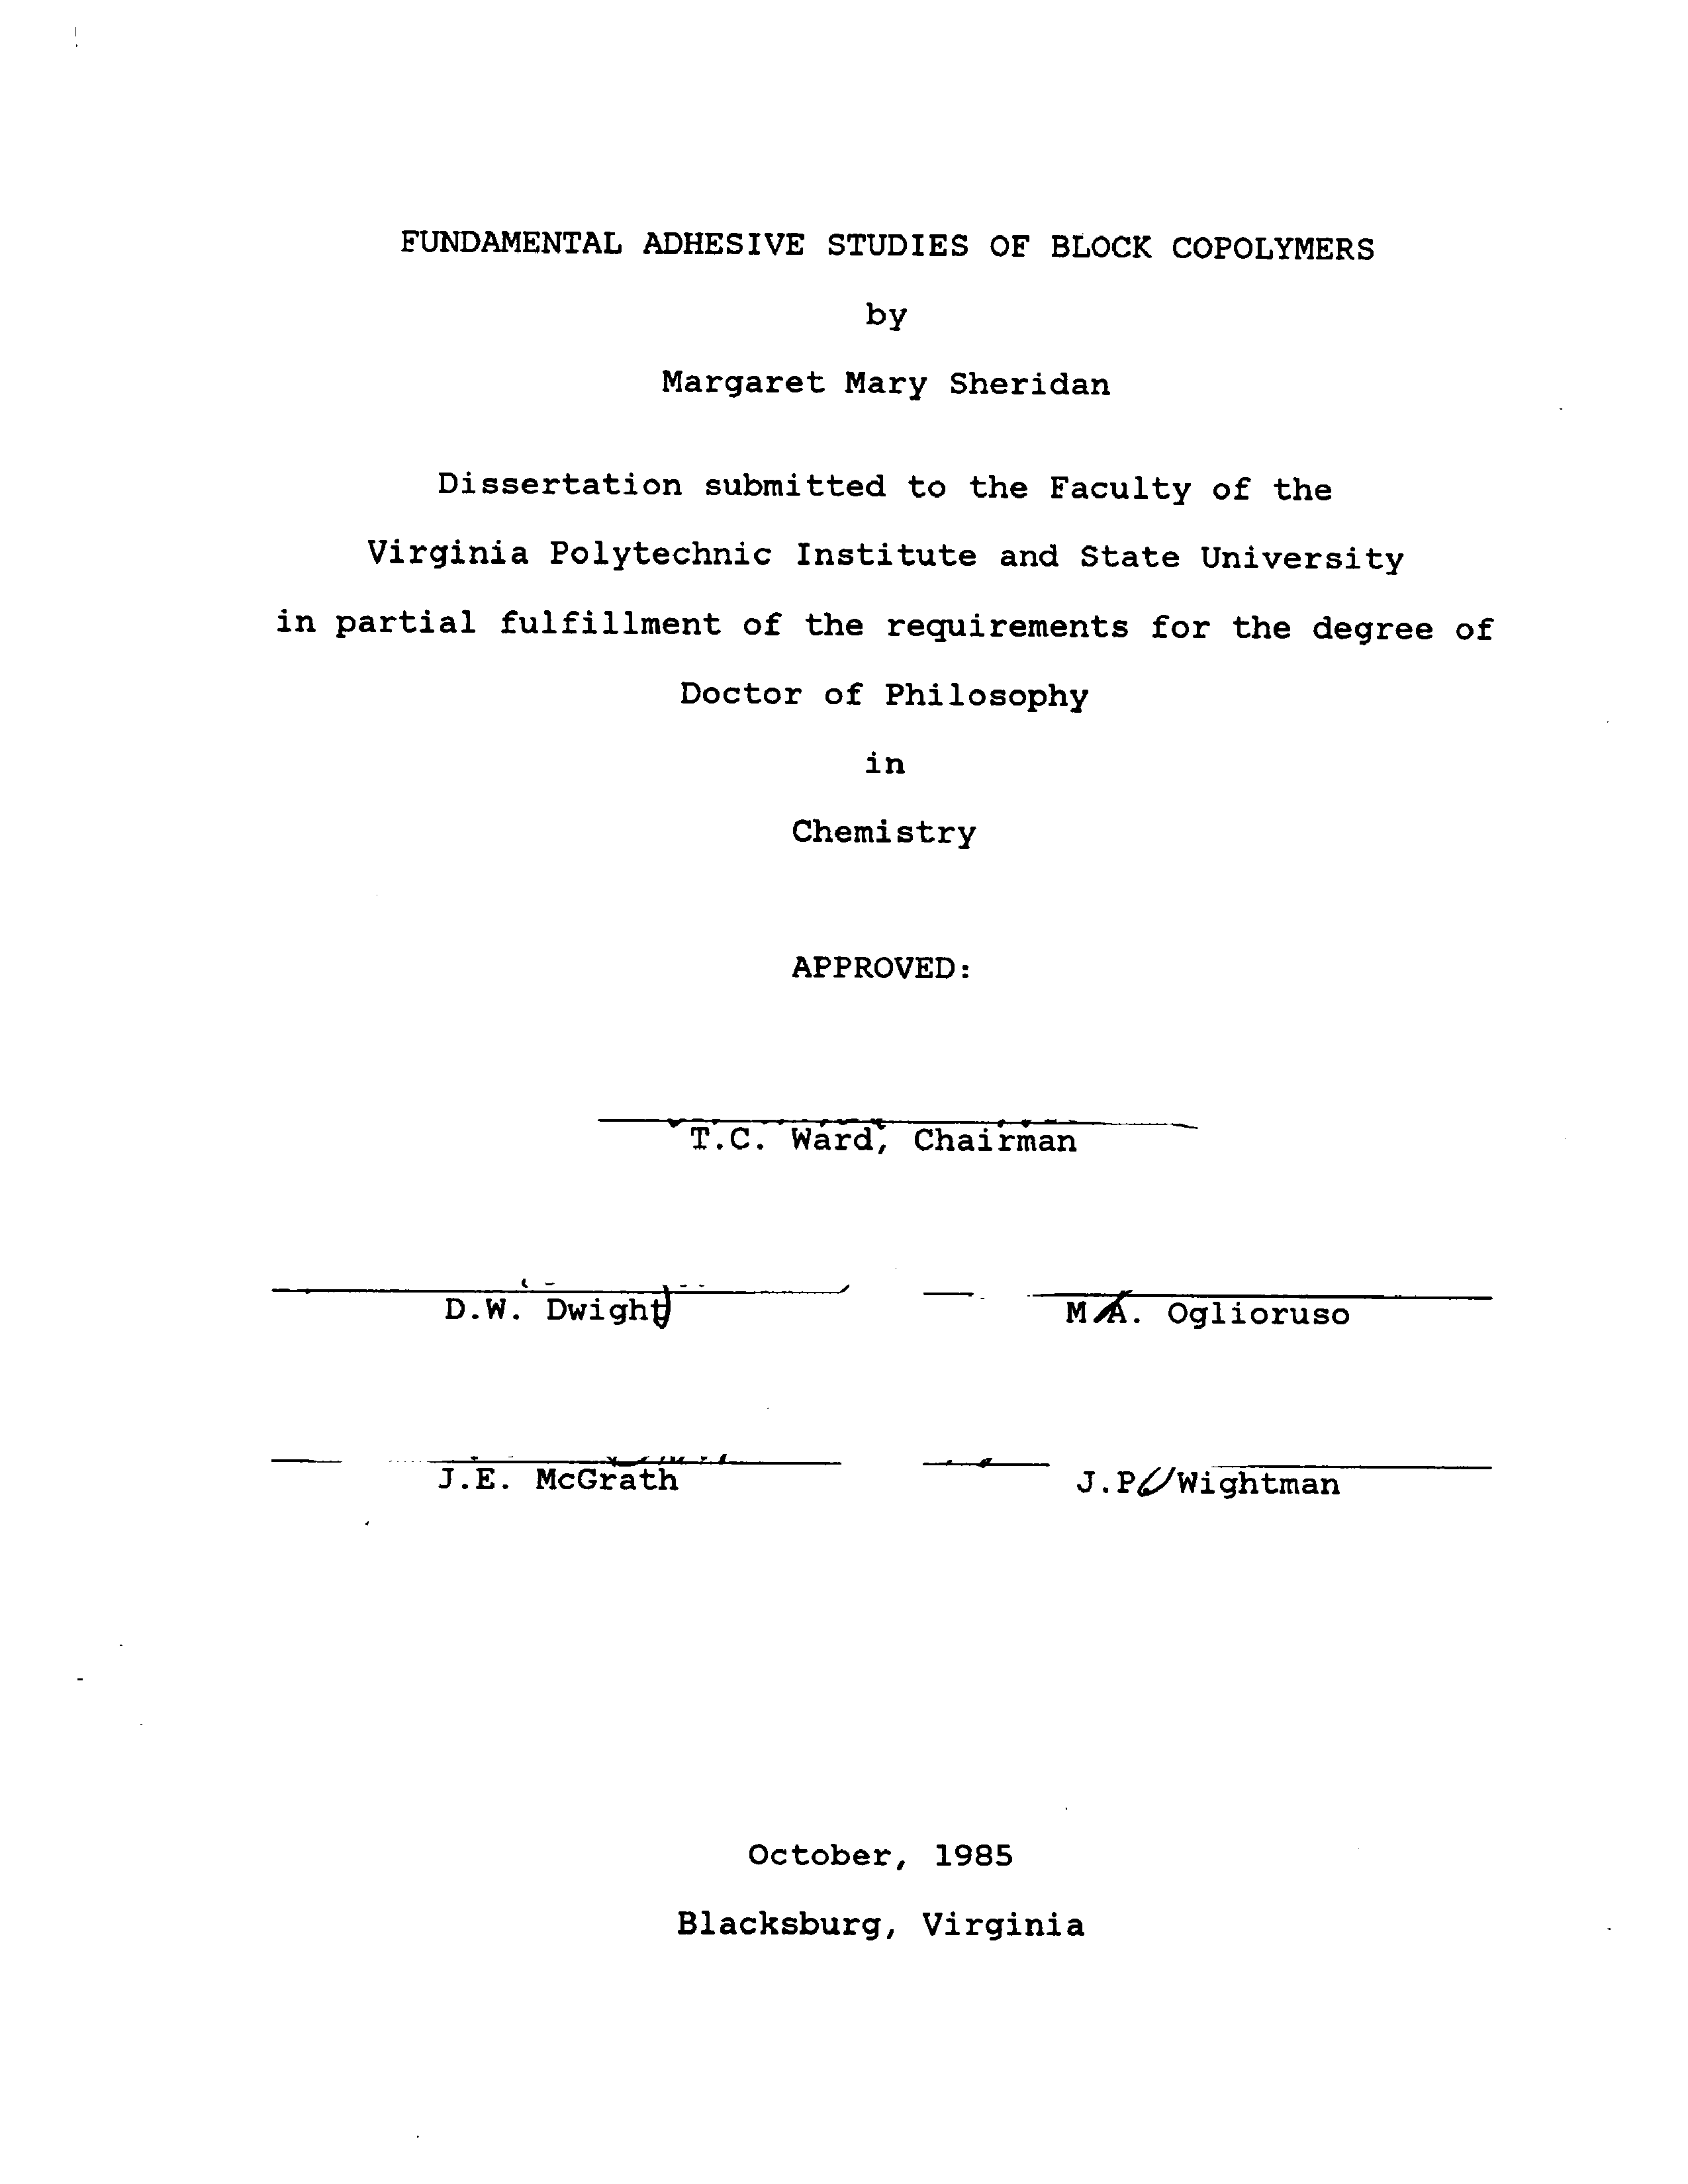 FUNDAMENTAL ADHESIVE STUDIES OF BLOCK COPOLYMERS
by
Margaret Mary Sheridan
Dissertation submitted to the Faculty of the
Virginia Polytechnic Institute and State University
in partial fulfillment of the requirements for the degree of
Doctor of Philosophy
in
Chemistry
APPROVED:
T.C. Ward, Chairman
D.W. Dwight
M.A. Oglioruso
J.E. McGrath
J.P. Wightman
October, 1985
Blacksburg, Virginia